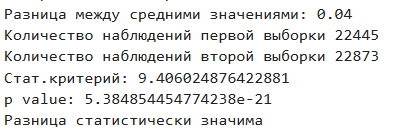 Разница между средними значениями: 0.04
Количество наблюдений первой выборки 22445
Количество наблюдений второй выборки 22873
Стат.критерий: 9.406024876422881
p value: 5.384854454774238e-21
Разница статистически значима